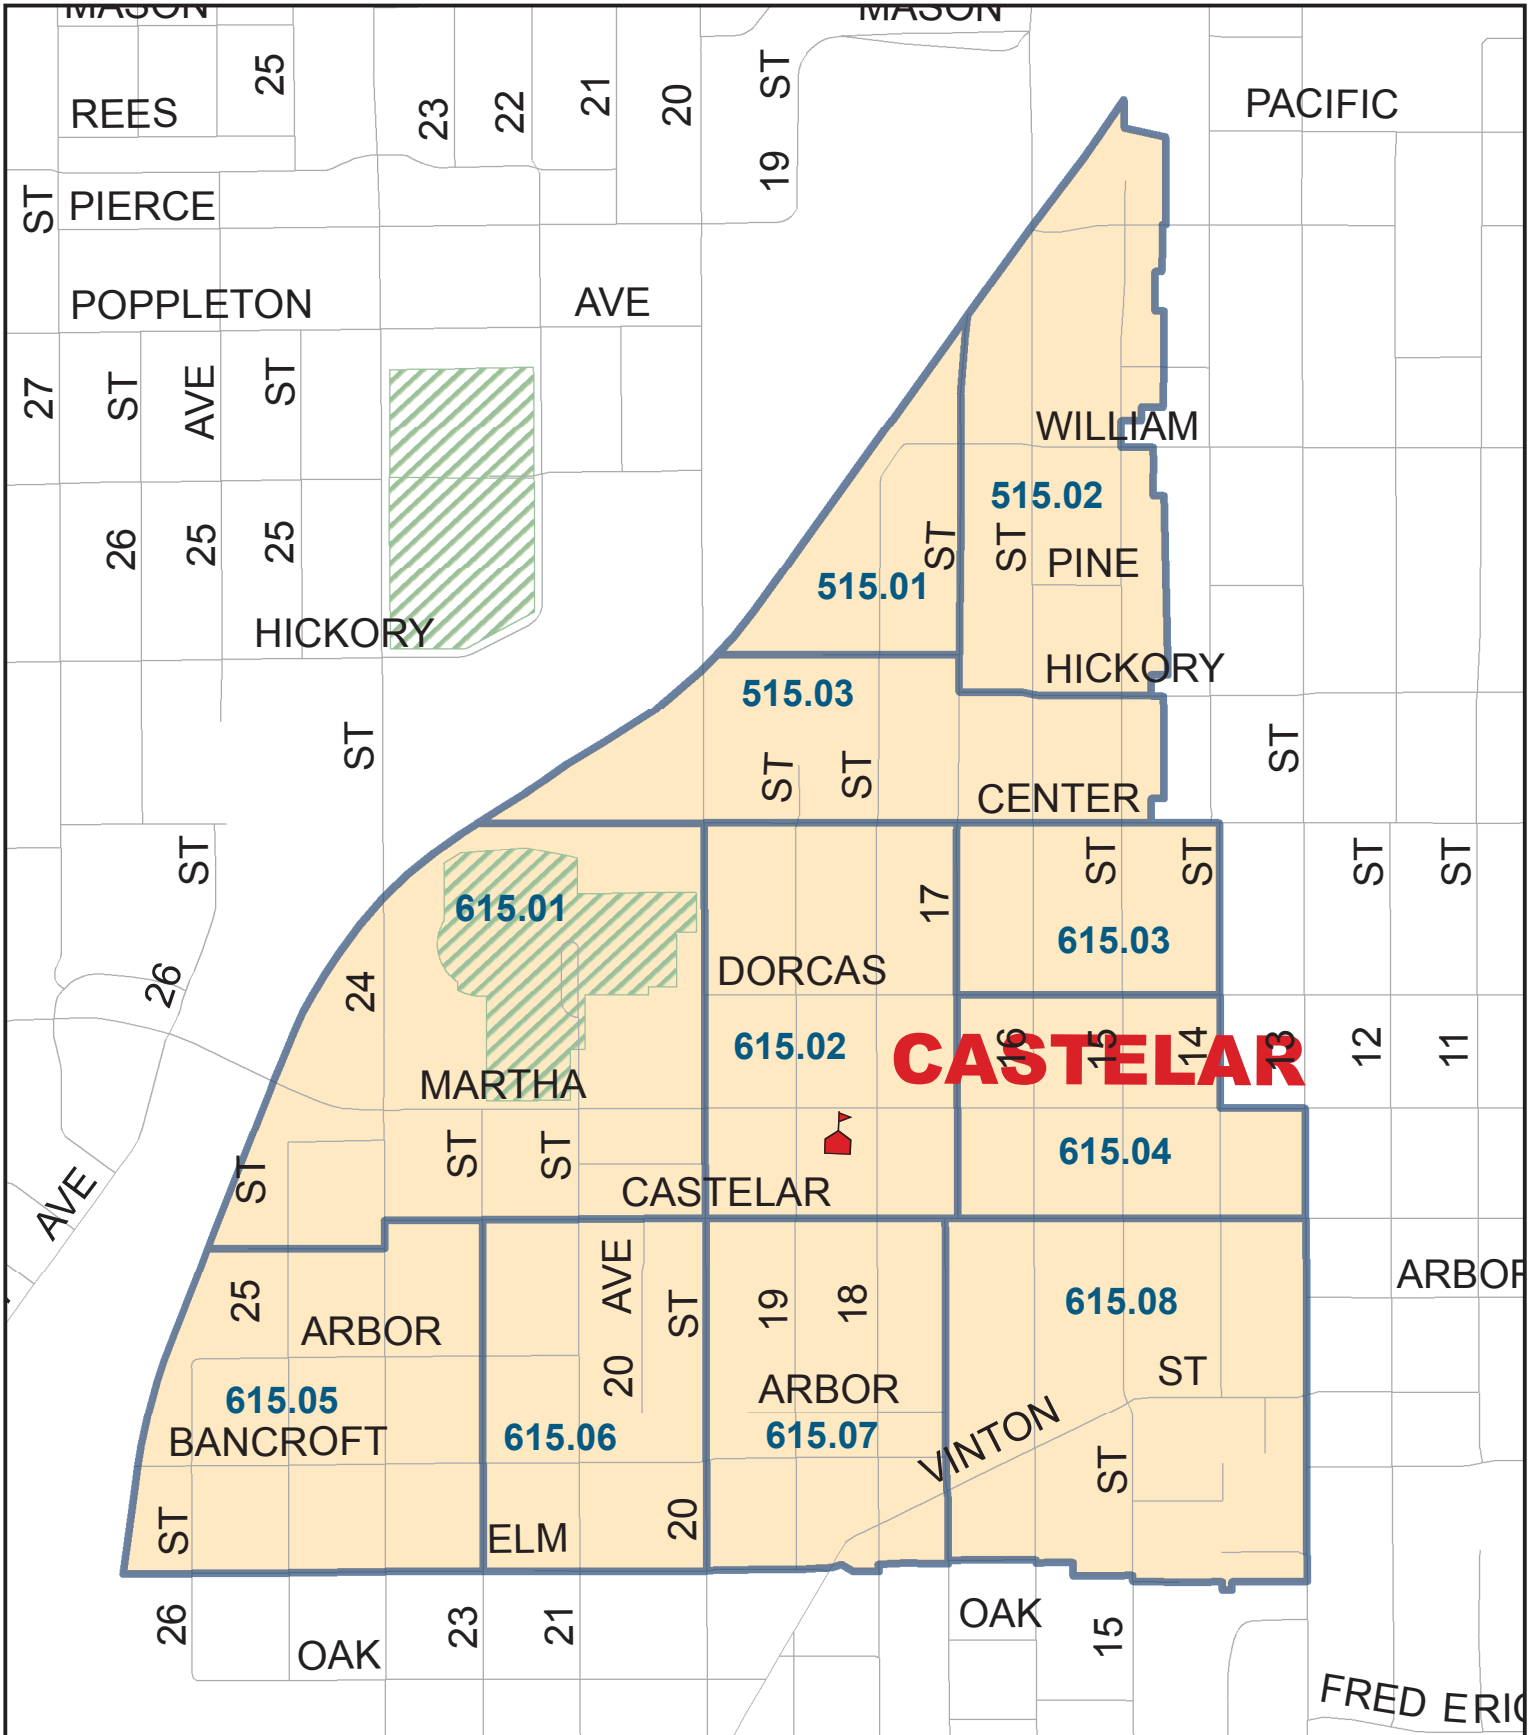 MASON
MASON
25
ST
REES
23
22
21
20
PACIFIC
19
ST
PIERCE
POPPLETON
AVE
27
ST
AVE
ST
WILLIAM
515.02
26
25
25
ST
ST
PINE
515.01
HICKORY
HICKORY
515.03
ST
ST
ST
ST
CENTER
ST
ST
ST
ST
ST
17
615.01
615.03
DORCAS
26
24
615.02
CASTELAR
16
15
14
13
12
11
MARTHA
ST
ST
ST
615.04
AVE
CASTELAR
25
AVE
ST
19
18
615.08
ARBOR
ARBOR
20
ARBOR
ST
615.05
BANCROFT
615.06
615.07
VINTON
ST
ST
ELM
20
26
23
21
OAK
15
OAK
FRED ERIC